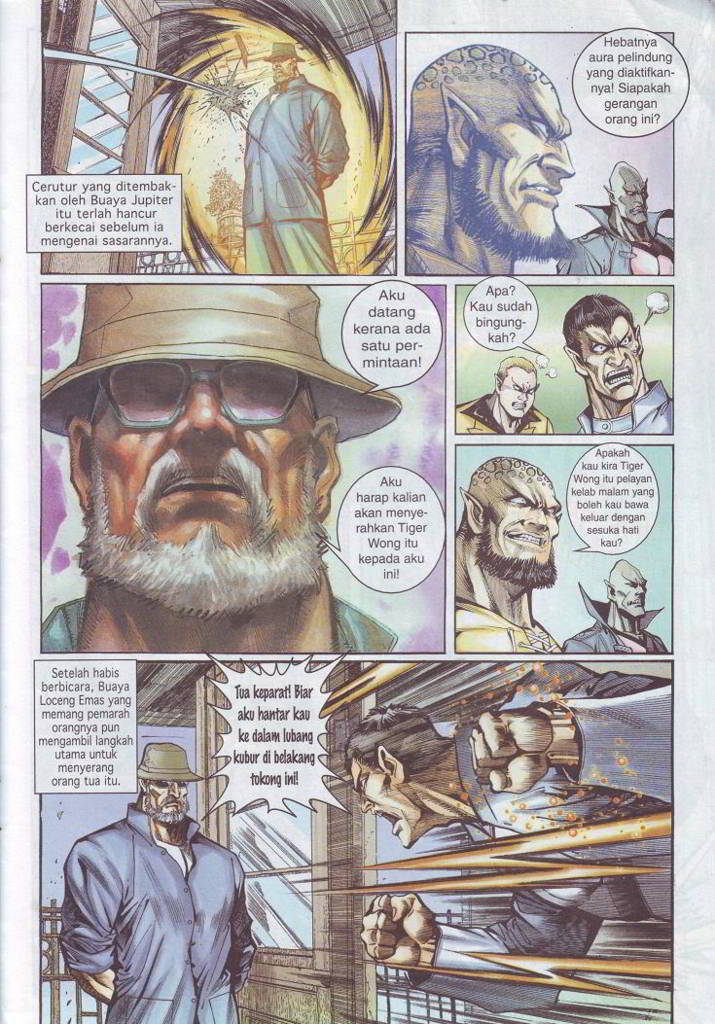 Cerutur yang ditembak-
kan oleh Buaya Jupiter
itu terlah hancur
berkecai sebelum ia
mengenai sasarannya.
Hebatnya
aura pelindung
yang diaktifkan-
nya! Siapakah
gerangan
orang ini?
Aku
datang
kerana ada
satu per-
mintaan!
Aku
harap kalian
akan menye-
rahkan Tiger
Wong itu
kepada aku
ini!
Apa?
Kau sudah
bingung-
kah?
Apakah
kau kira Tiger
Wong itu pelayan
kelab malam yang
boleh kau bawa
keluar dengan
sesuka hati
kau?
Setelah habis
berbicara, Buaya
Loceng Emas yang
memang pemarah
orangnya pun
mengambil langkah
utama untuk
menyerang
orang tua itu.
Tua keparat! Biar
aku hantar kau
ke dalam lubang
kubur di belakang
tokong ini!